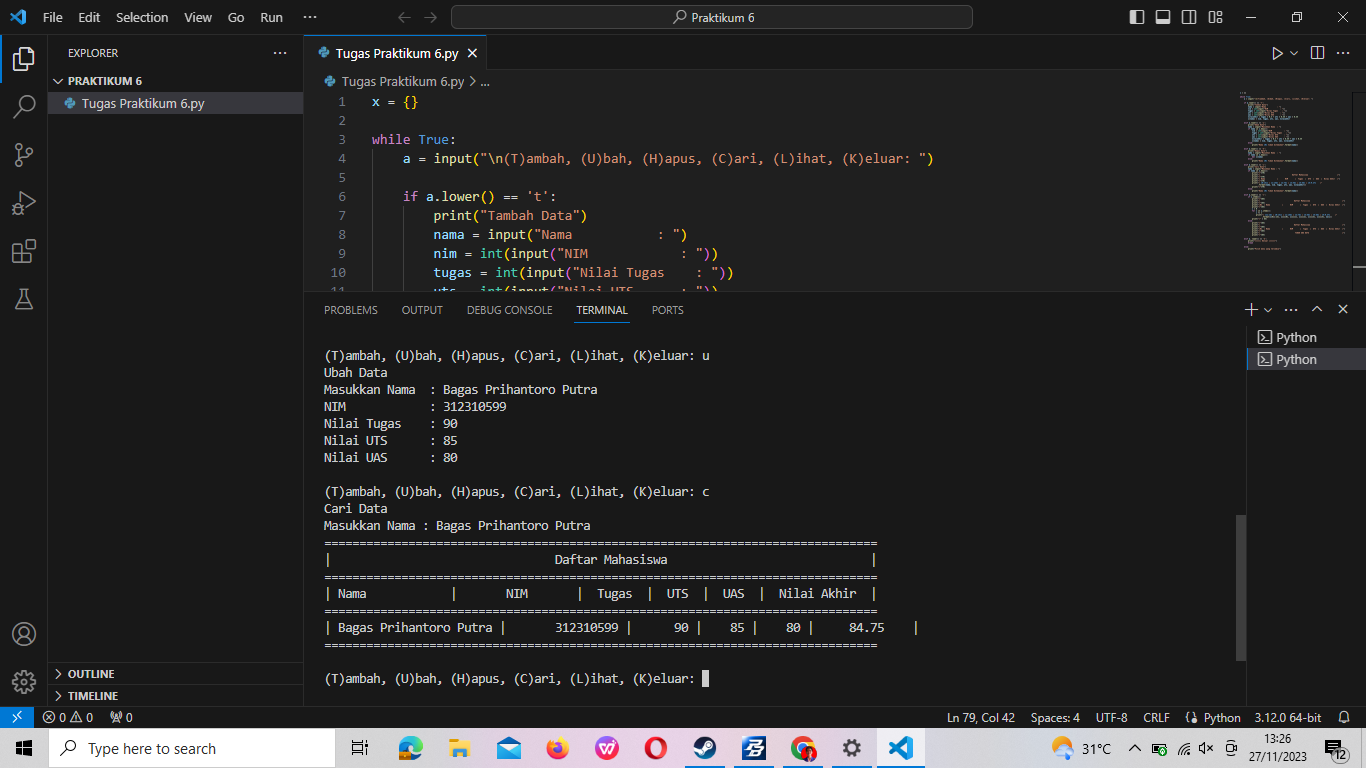 File Edit Selection View Go Run ··· Praktikum 6
EXPLORER ···
PRAKTIKUM 6
Tugas Praktikum 6.py
OUTLINE
TIMELINE
Tugas Praktikum 6.py
Tugas Praktikum 6.py > ...
1 x = {}
2
3 while True:
4 a = input("\n(T)ambah, (U)bah, (H)apus, (C)ari, (L)ihat, (K)eluar: ")
5
6 if a.lower() == 't':
7 print("Tambah Data")
8 nama = input("Nama : ")
9 nim = int(input("NIM : "))
10 tugas = int(input("Nilai Tugas : "))
11 uts = int(input("Nilai UTS : "))
PROBLEMS OUTPUT DEBUG CONSOLE TERMINAL PORTS
Python
Python
(T)ambah, (U)bah, (H)apus, (C)ari, (L)ihat, (K)eluar: u
Ubah Data
Masukkan Nama : Bagas Prihantoro Putra
NIM : 312310599
Nilai Tugas : 90
Nilai UTS : 85
Nilai UAS : 80
(T)ambah, (U)bah, (H)apus, (C)ari, (L)ihat, (K)eluar: c
Cari Data
Masukkan Nama : Bagas Prihantoro Putra
===============================================================================
| Daftar Mahasiswa |
===============================================================================
| Nama | NIM | Tugas | UTS | UAS | Nilai Akhir |
===============================================================================
| Bagas Prihantoro Putra | 312310599 | 90 | 85 | 80 | 84.75 |
===============================================================================
(T)ambah, (U)bah, (H)apus, (C)ari, (L)ihat, (K)eluar:
0 0 0 Ln 79, Col 42 Spaces: 4 UTF-8 CRLF Python 3.12.0 64-bit
Type here to search 31°C 13:26
27/11/2023 12